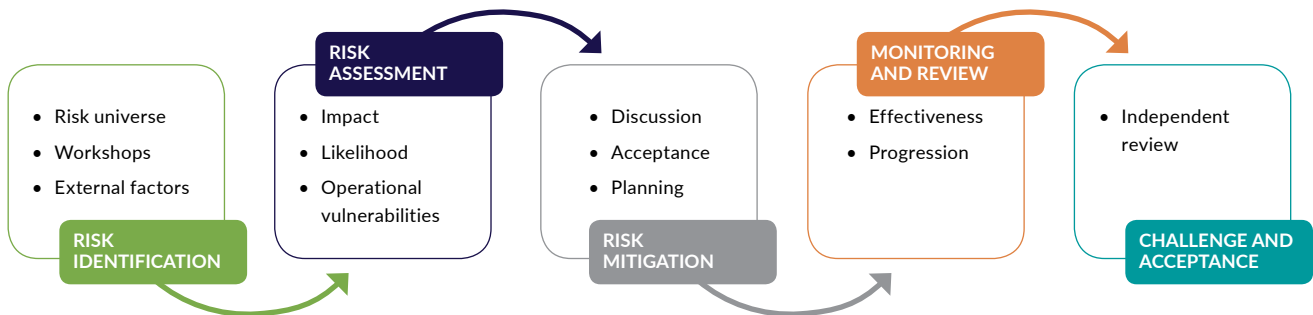 • Risk universe
• Workshops
• External factors
RISK
IDENTIFICATION
RISK
ASSESSMENT
• Impact
• Likelihood
• Operational
vulnerabilities
• Discussion
• Acceptance
• Planning
RISK
MITIGATION
MONITORING
AND REVIEW
• Effectiveness
• Progression
• Independent
review
CHALLENGE AND
ACCEPTANCE